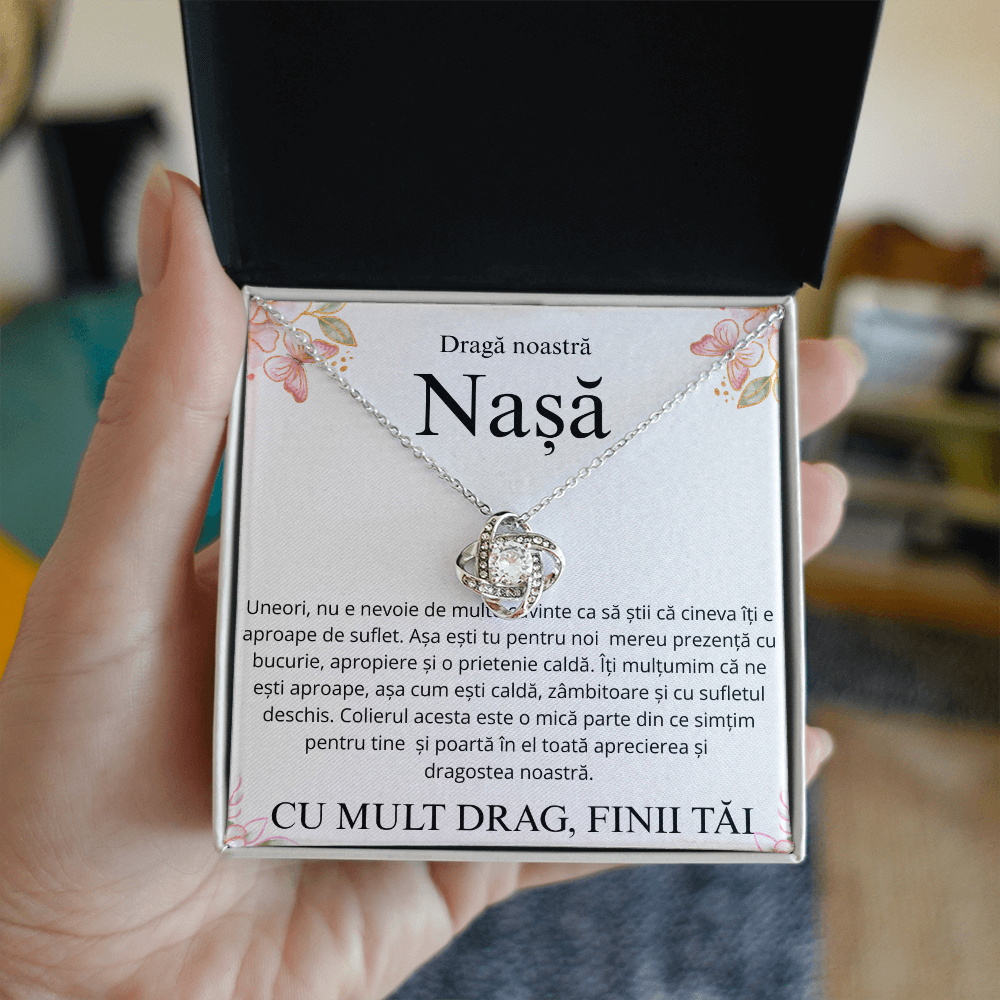 Dragă noastră
Nașă
Uneori, nu e nevoie de multe cuvinte ca să știi că cineva îți e
aproape de suflet. Așa ești tu pentru noi mereu prezență cu
bucurie, apropiere și o prietenie caldă. Îți mulțumim că ne
ești aproape, așa cum ești caldă, zâmbitoare și cu sufletul
deschis. Colierul acesta este o mică parte din ce simțim
pentru tine și poartă în el toată aprecierea și
dragostea noastră.
CU MULT DRAG, FINII TĂI